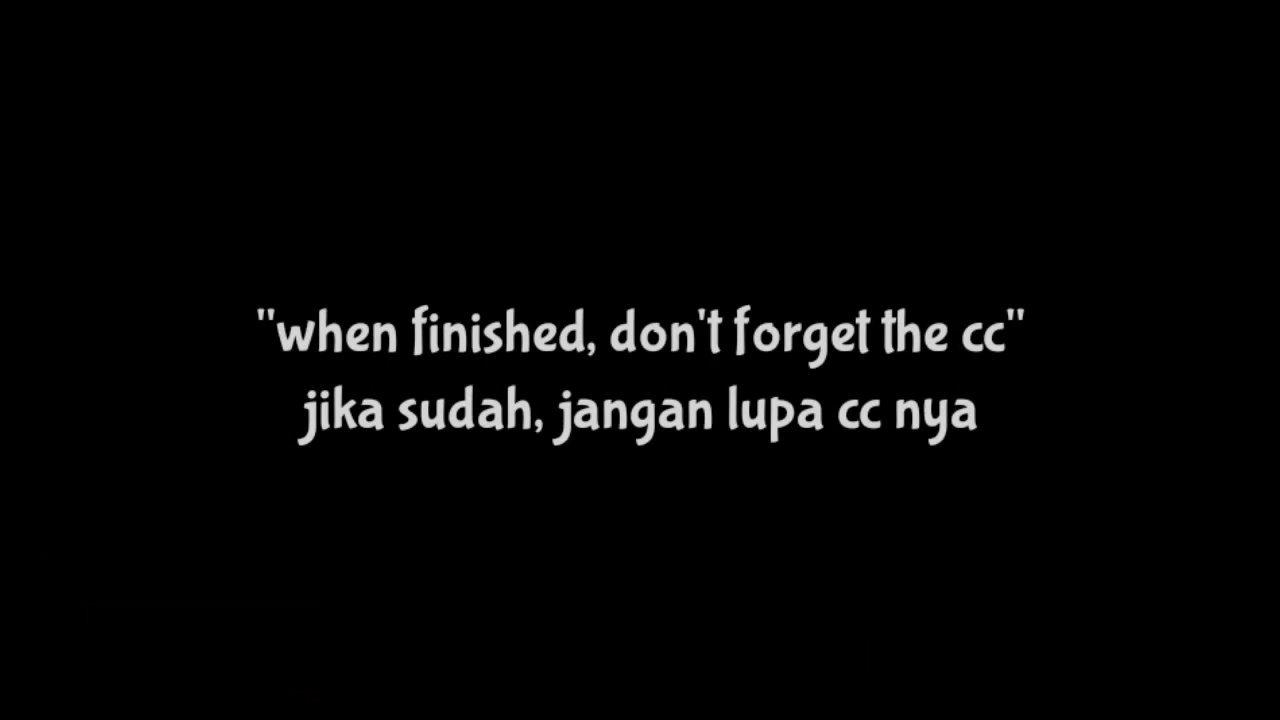 "when finished, don't forget the cc"
jika sudah, jangan lupa cc nya